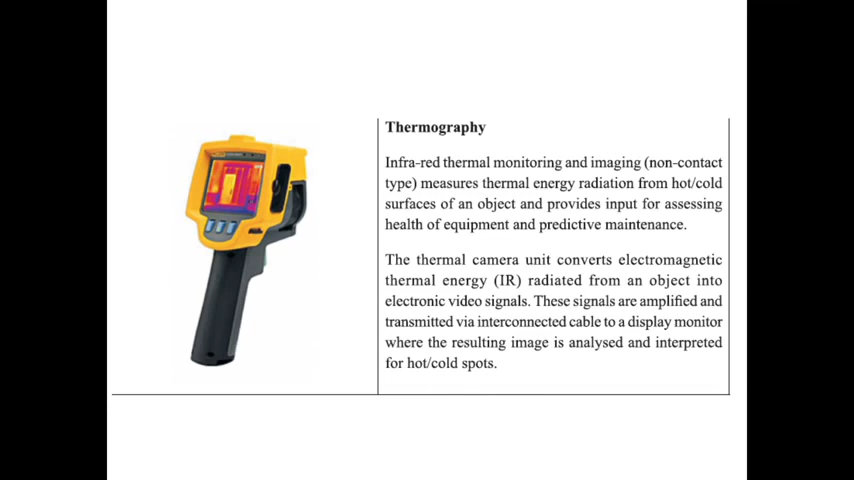 Thermography
Infra-red thermal monitoring and imaging (non-contact
type) measures thermal energy radiation from hot/cold
surfaces of an object and provides input for assessing
health of equipment and predictive maintenance.
The thermal camera unit converts electromagnetic
thermal energy (IR) radiated from an object into
electronic video signals. These signals are amplified and
transmitted via interconnected cable to a display monitor
where the resulting image is analysed and interpreted
for hot/cold spots.